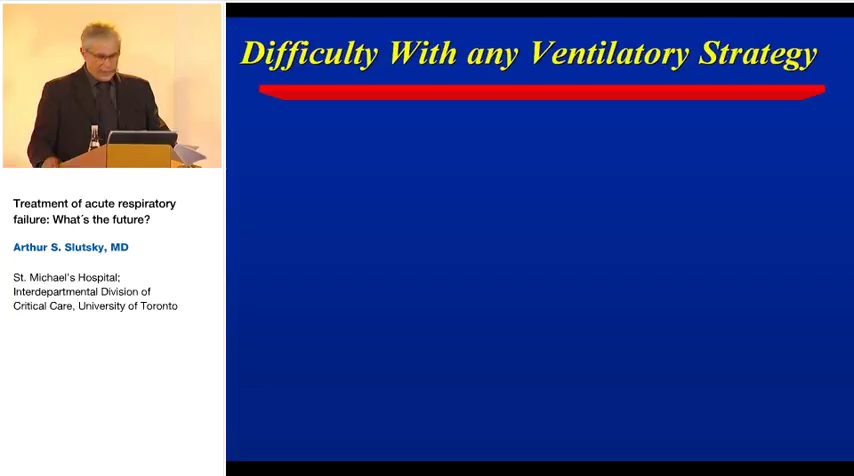 Difficulty With any Ventilatory Strategy
Treatment of acute respiratory
failure: What´s the future?
Arthur S. Slutsky, MD
St. Michael's Hospital;
Interdepartmental Division of
Critical Care, University of Toronto